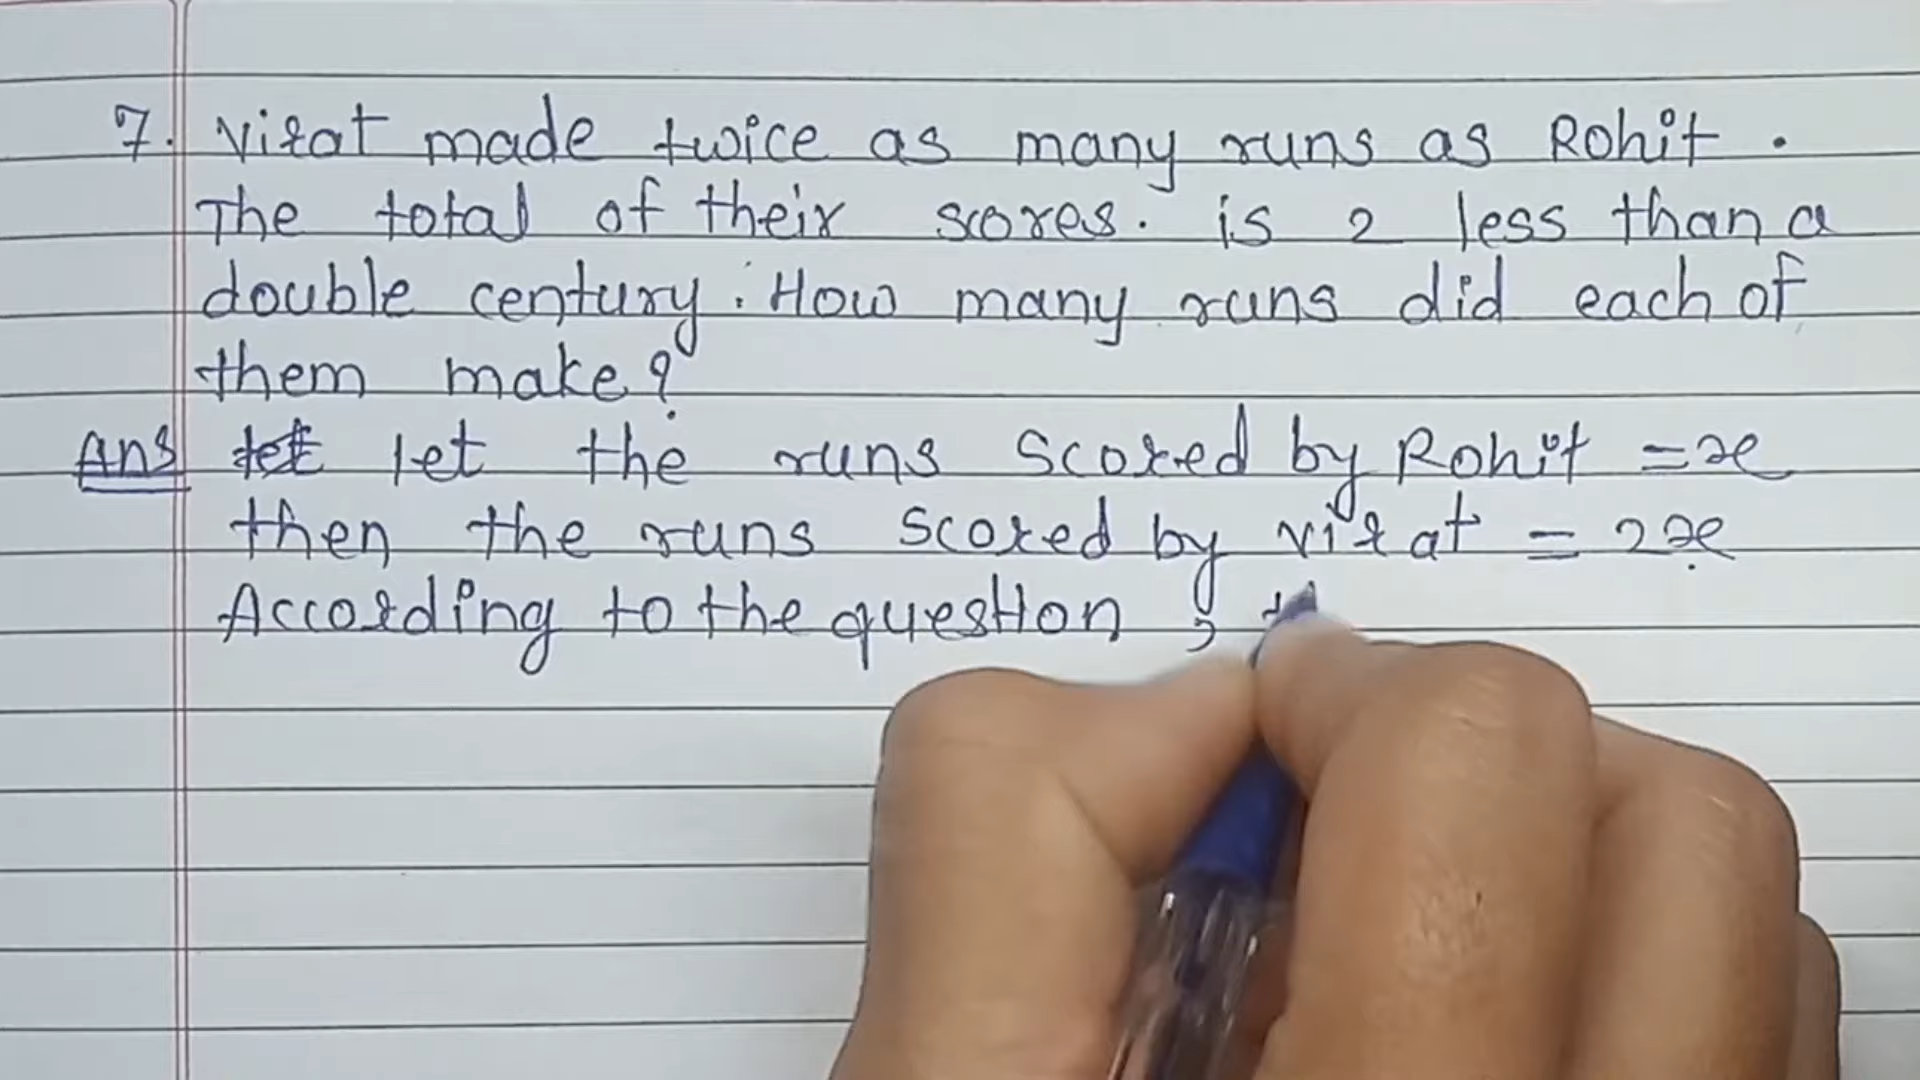 7. Virat made twice as many runs as Rohit.
The total of their scores. is 2 less than a
double century. How many runs did each of
them make?
Ans let the runs scored by Rohit = x
then the runs scored by virat = 2x
According to the question,